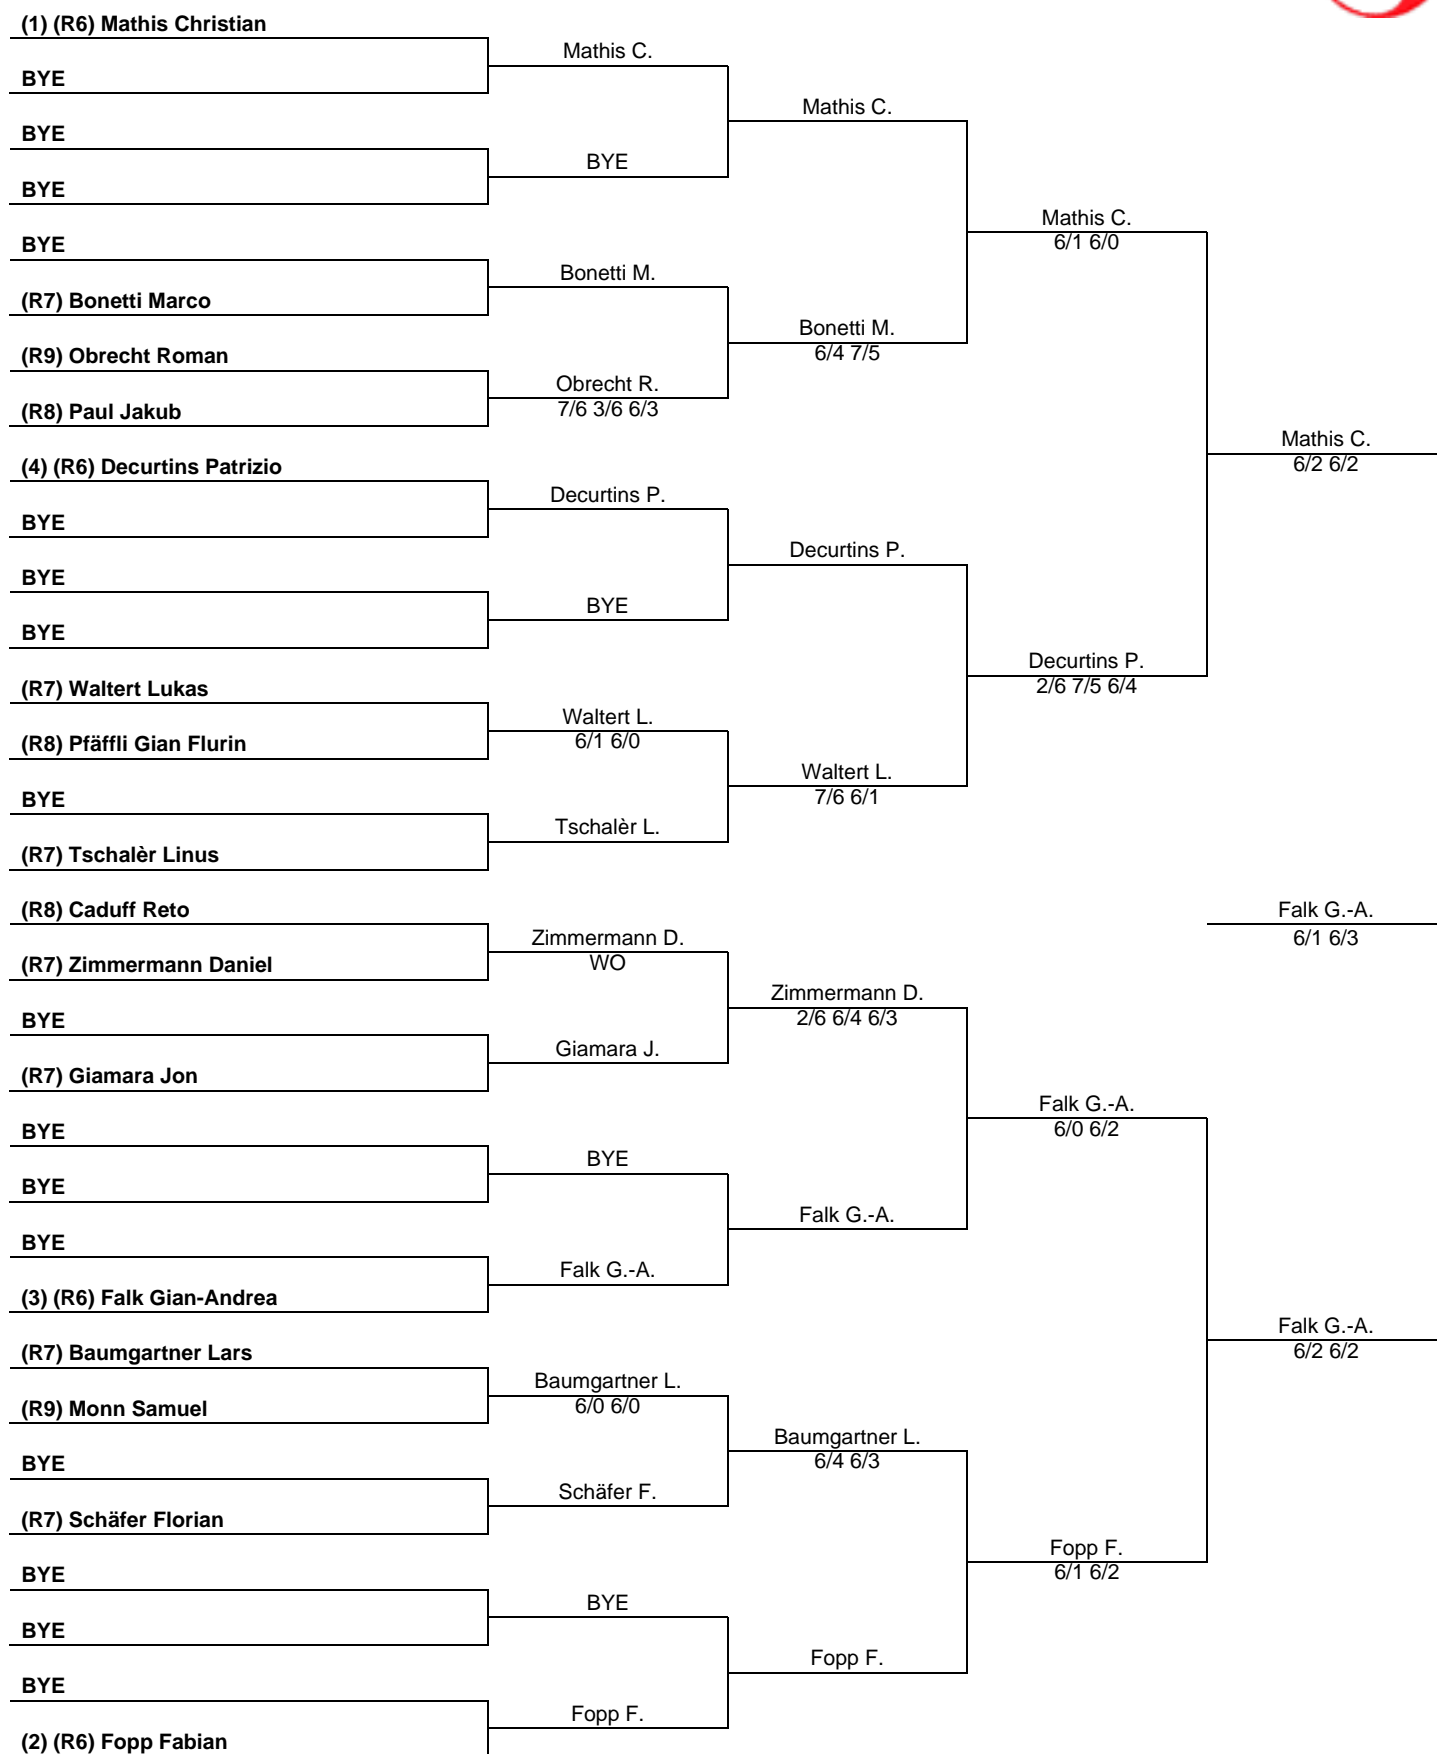 (1) (R6) Mathis Christian
Mathis C.
BYE
Mathis C.
BYE
BYE
BYE
Mathis C.
6/1 6/0
BYE
Bonetti M.
(R7) Bonetti Marco
Bonetti M.
6/4 7/5
(R9) Obrecht Roman
Obrecht R.
7/6 3/6 6/3
(R8) Paul Jakub
Mathis C.
6/2 6/2
(4) (R6) Decurtins Patrizio
Decurtins P.
BYE
Decurtins P.
BYE
BYE
BYE
Decurtins P.
2/6 7/5 6/4
(R7) Waltert Lukas
Waltert L.
6/1 6/0
(R8) Pfäffli Gian Flurin
Waltert L.
7/6 6/1
BYE
Tschalèr L.
(R7) Tschalèr Linus
(R8) Caduff Reto
Falk G.-A.
6/1 6/3
Zimmermann D.
WO
(R7) Zimmermann Daniel
Zimmermann D.
2/6 6/4 6/3
BYE
Giamara J.
(R7) Giamara Jon
Falk G.-A.
6/0 6/2
BYE
BYE
BYE
Falk G.-A.
BYE
Falk G.-A.
(3) (R6) Falk Gian-Andrea
Falk G.-A.
6/2 6/2
(R7) Baumgartner Lars
Baumgartner L.
6/0 6/0
(R9) Monn Samuel
Baumgartner L.
6/4 6/3
BYE
Schäfer F.
(R7) Schäfer Florian
Fopp F.
6/1 6/2
BYE
BYE
BYE
Fopp F.
BYE
Fopp F.
(2) (R6) Fopp Fabian